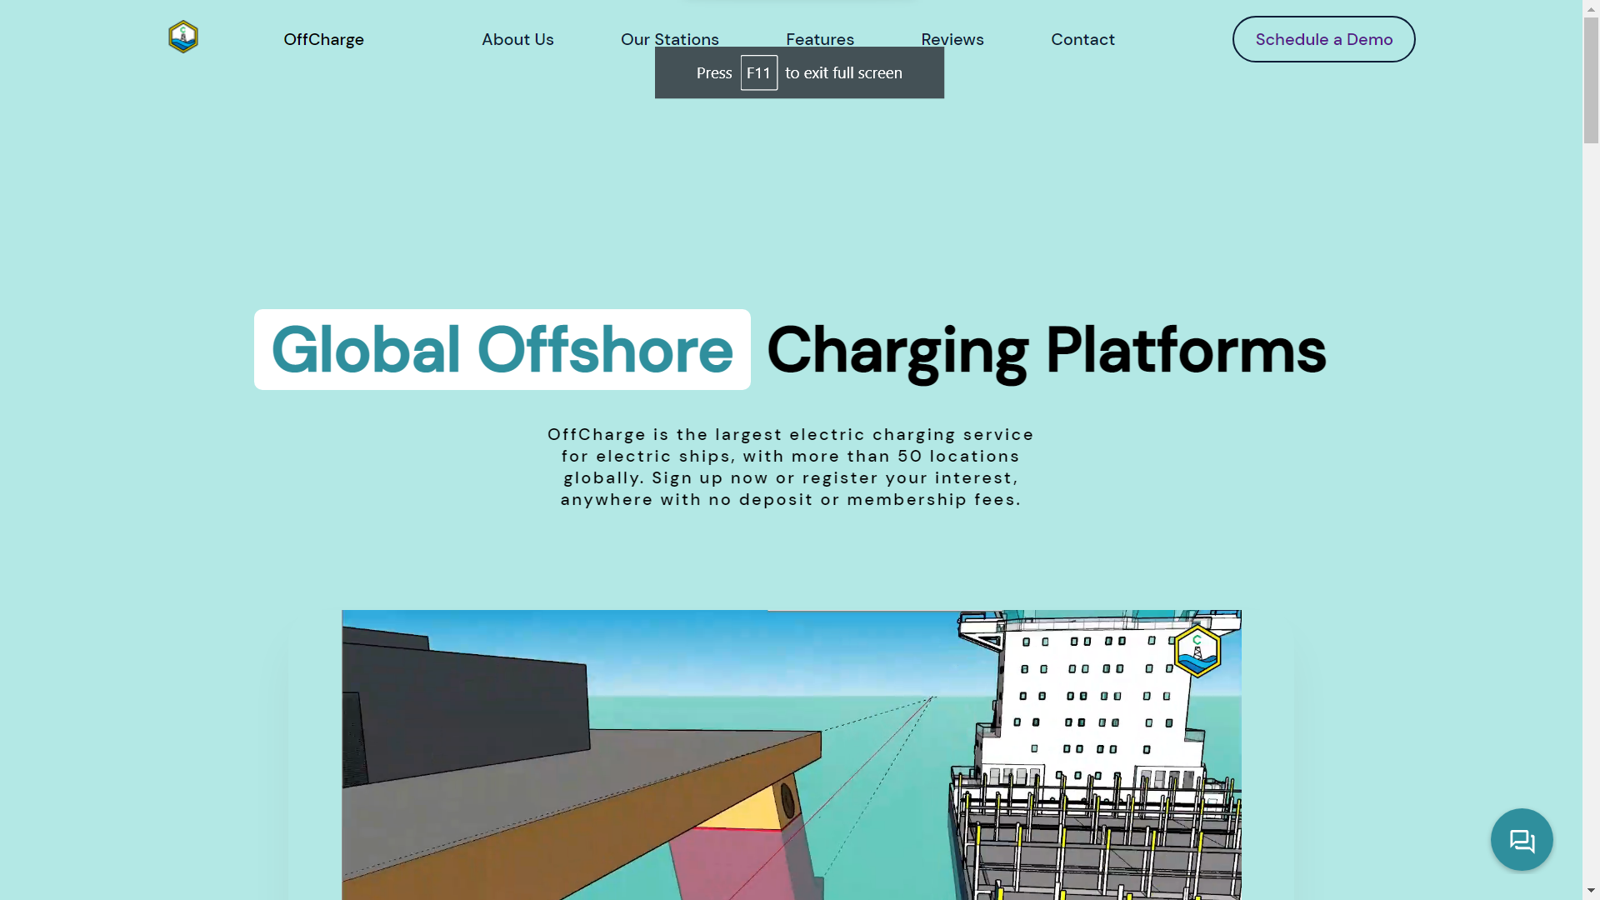 OffCharge
About Us
Our Stations
Features
Reviews
Contact
Schedule a Demo
Press F11 to exit full screen
Global Offshore Charging Platforms
OffCharge is the largest electric charging service
for electric ships, with more than 50 locations
globally. Sign up now or register your interest,
anywhere with no deposit or membership fees.
C